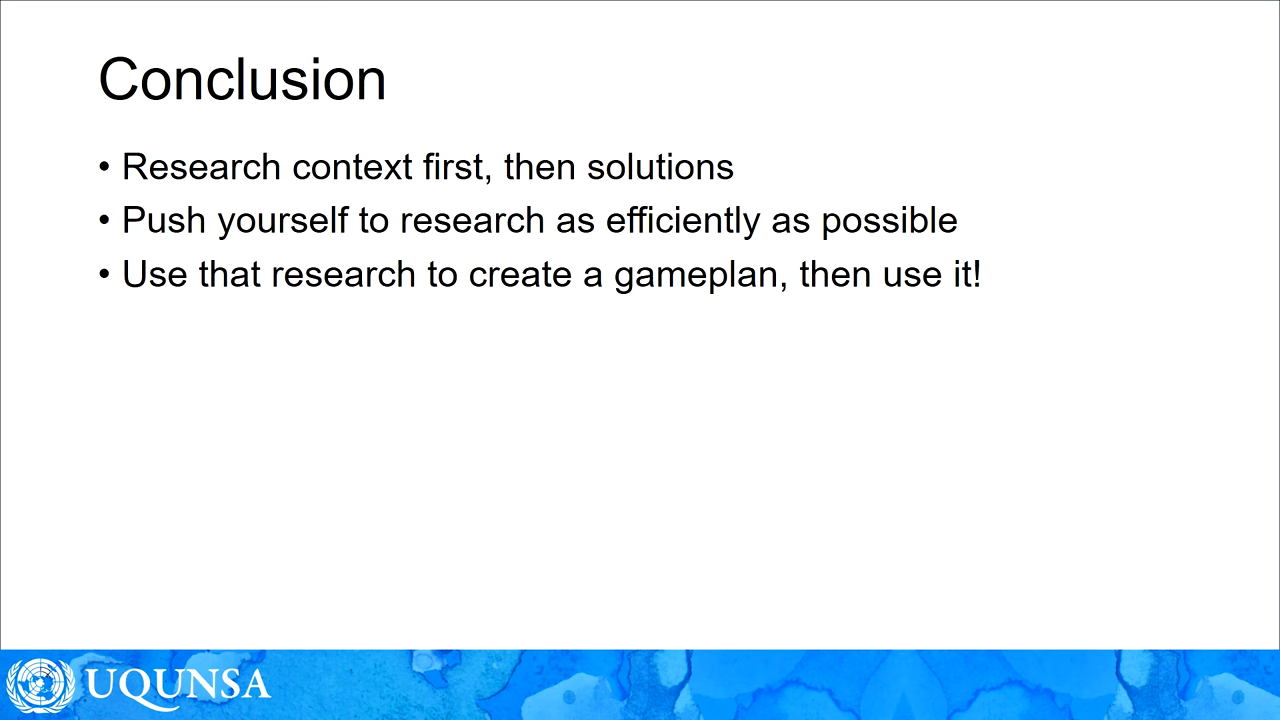 Conclusion
• Research context first, then solutions
• Push yourself to research as efficiently as possible
• Use that research to create a gameplan, then use it!
UQUNSA